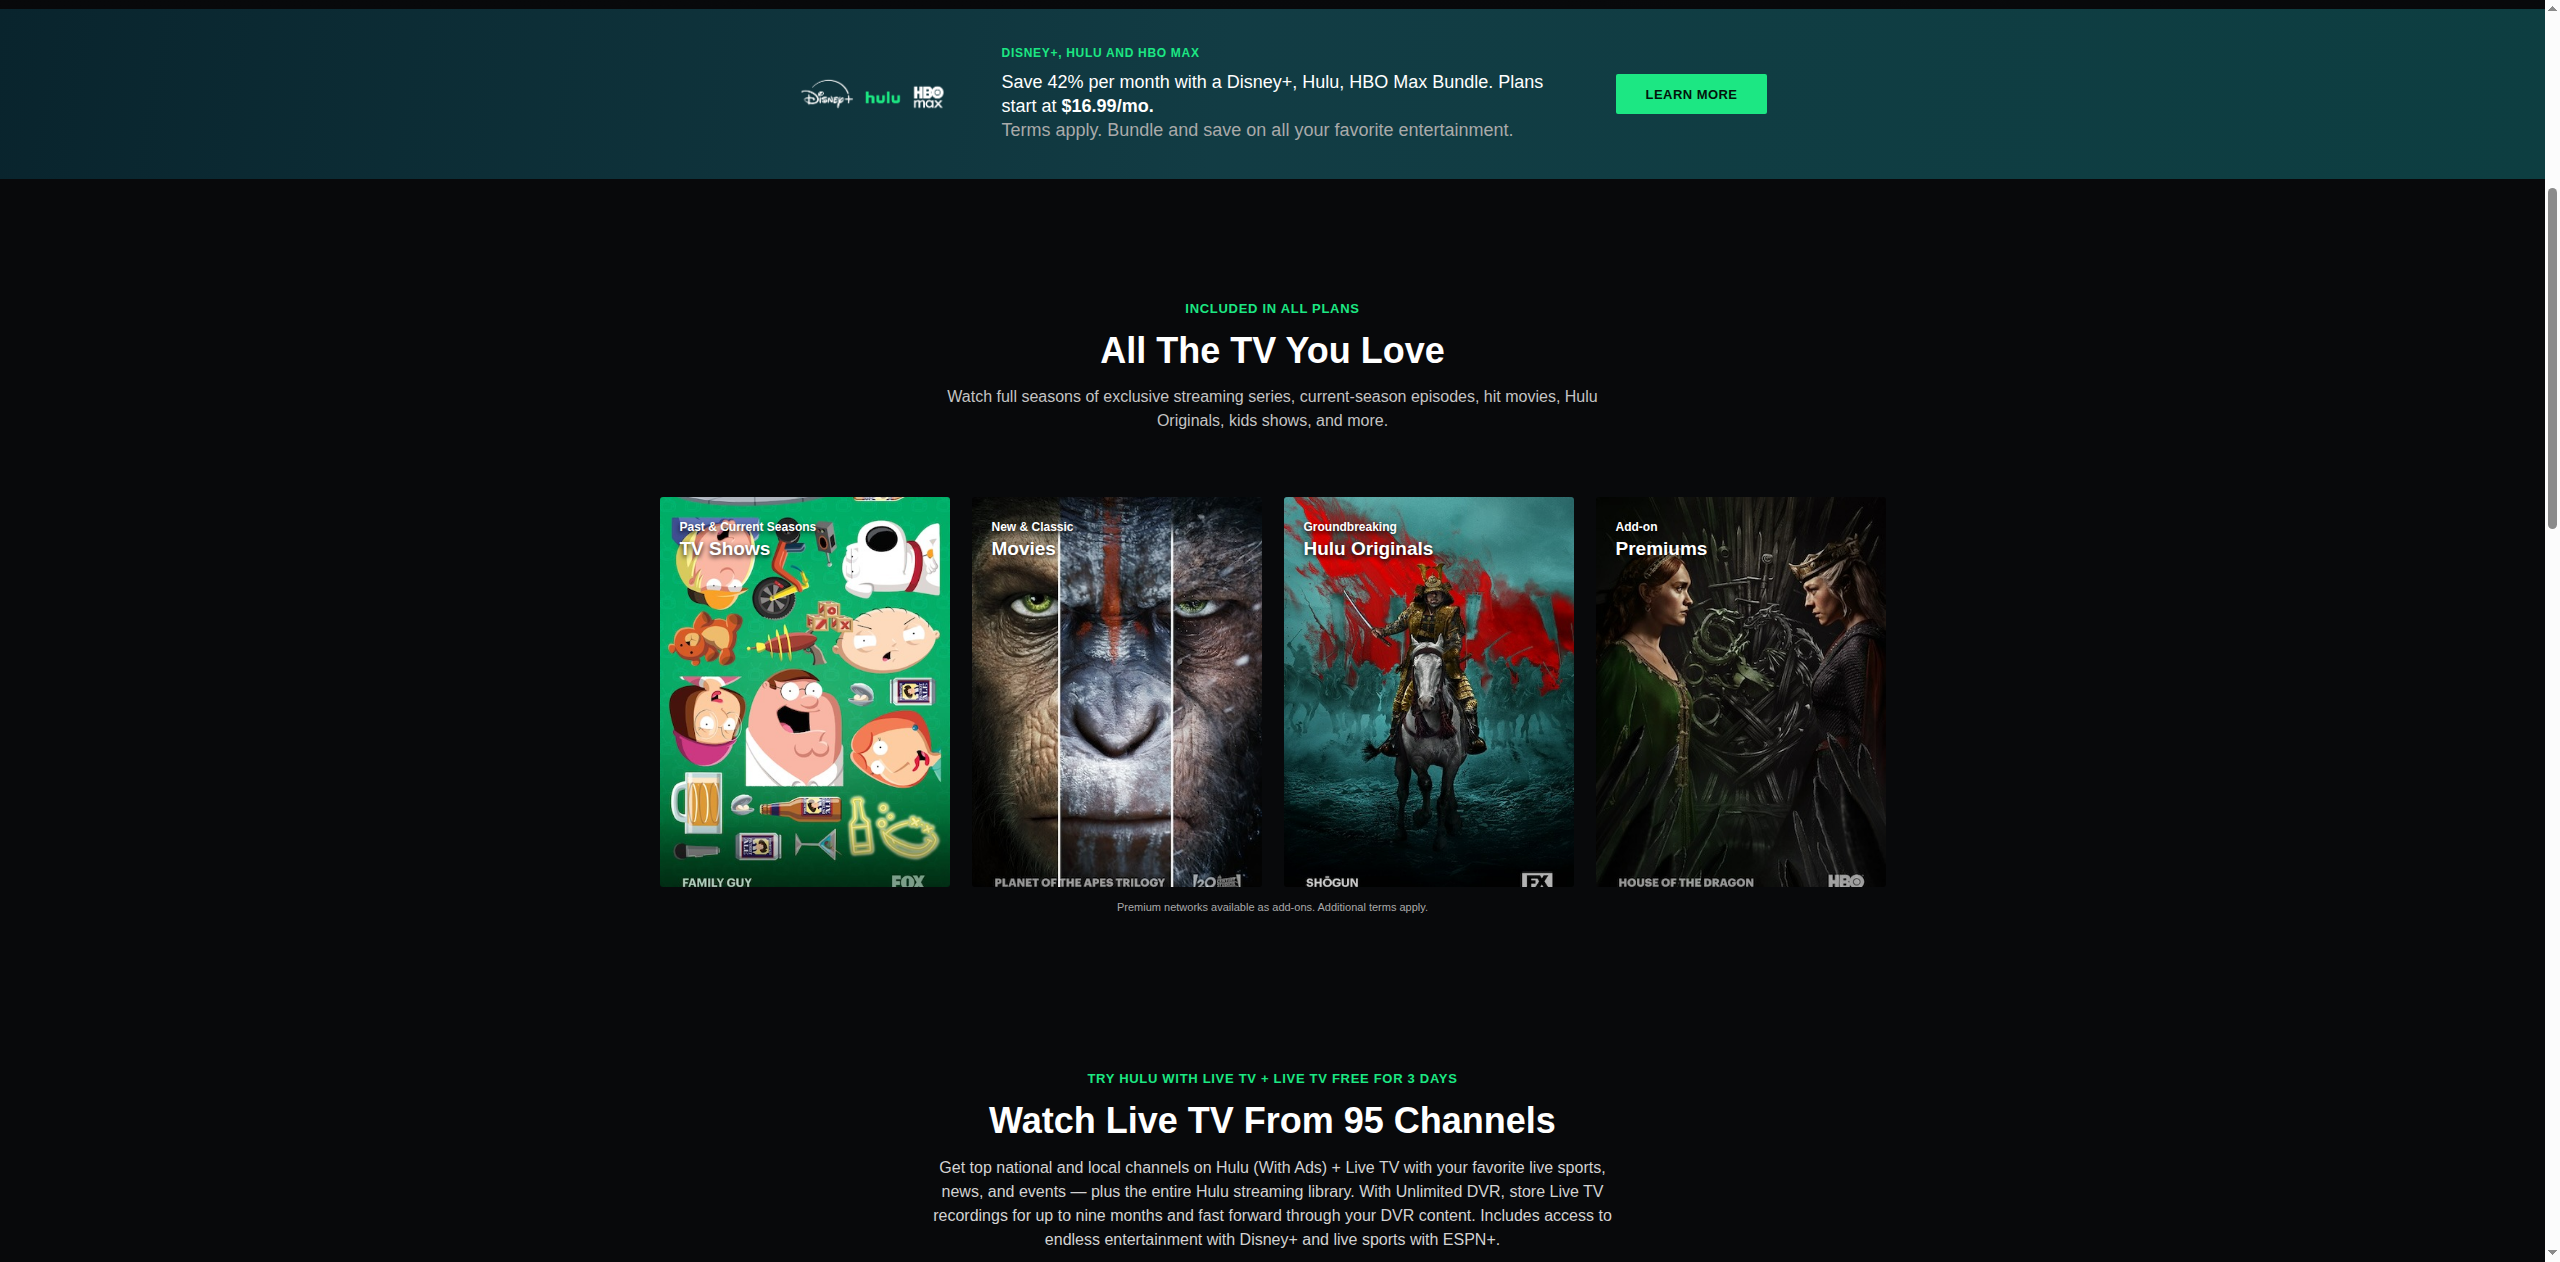 DISNEY+, HULU AND HBO MAX
Disney+ hulu HBO max
Save 42% per month with a Disney+, Hulu, HBO Max Bundle. Plans
start at $16.99/mo.
Terms apply. Bundle and save on all your favorite entertainment.
LEARN MORE
INCLUDED IN ALL PLANS
All The TV You Love
Watch full seasons of exclusive streaming series, current-season episodes, hit movies, Hulu
Originals, kids shows, and more.
Past & Current Seasons
TV Shows
FAMILY GUY
FOX
New & Classic
Movies
PLANET OF THE APES TRILOGY
20
Groundbreaking
Hulu Originals
SHŌGUN
FX
Add-on
Premiums
HOUSE OF THE DRAGON
HBO
Premium networks available as add-ons. Additional terms apply.
TRY HULU WITH LIVE TV + LIVE TV FREE FOR 3 DAYS
Watch Live TV From 95 Channels
Get top national and local channels on Hulu (With Ads) + Live TV with your favorite live sports,
news, and events — plus the entire Hulu streaming library. With Unlimited DVR, store Live TV
recordings for up to nine months and fast forward through your DVR content. Includes access to
endless entertainment with Disney+ and live sports with ESPN+.